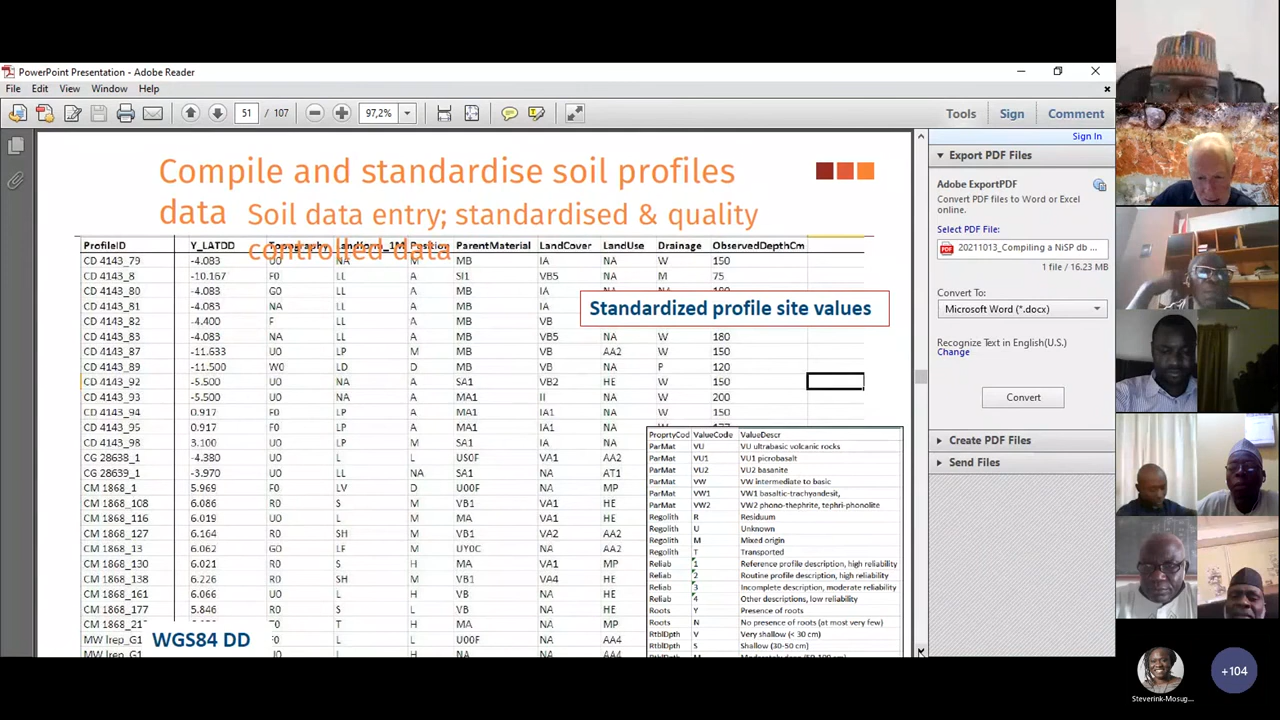 PowerPoint Presentation - Adobe Reader
File Edit View Window Help
51 / 107 97,2% Tools Sign Comment
Sign In
Export PDF Files
Adobe ExportPDF
Convert PDF files to Word or Excel
online.
Select PDF File:
20211013_Compiling a NiSP db ...
1 file / 16.23 MB
Convert To:
Microsoft Word (*.docx)
Recognize Text in English(U.S.)
Change
Convert
Create PDF Files
Send Files
Compile and standardise soil profiles
data Soil data entry; standardised & quality
controlled data
ProfileID Y_LATDD Topography Landform_1M Position ParentMaterial LandCover LandUse Drainage ObservedDepthCm
CD 4143_79 -4.083 U0 NA M MB IA NA W 150
CD 4143_8 -10.167 F0 LL A SI1 VB5 NA M 75
CD 4143_80 -4.083 G0 LL A MB IA
CD 4143_81 -4.083 NA LL A MB IA
CD 4143_82 -4.400 F LL A MB VB
CD 4143_83 -4.083 NA LL A MB VB5 NA W 180
CD 4143_87 -11.633 U0 LP M MB VB AA2 W 150
CD 4143_89 -11.500 W0 LD D MB VB NA P 120
CD 4143_92 -5.500 U0 NA A SA1 VB2 HE W 150
CD 4143_93 -5.500 U0 NA A MA1 II NA W 200
CD 4143_94 0.917 F0 LP A MA1 IA1 NA W 150
CD 4143_95 0.917 F0 LP A MA1 IA1 NA W
CD 4143_98 3.100 U0 LP M SA1 IA NA
CG 28638_1 -4.380 U0 L L US0F VA1 AA2
CG 28639_1 -3.970 U0 LL NA SA1 NA AT1
CM 1868_1 5.969 F0 LV D U00F NA MP
CM 1868_108 6.086 R0 S M VB1 VA1 HE
CM 1868_116 6.019 U0 L M MA VA1 HE
CM 1868_127 6.164 R0 SH M VB1 VA2 AA2
CM 1868_13 6.062 G0 LF M UY0C NA AA2
CM 1868_130 6.021 R0 S H MA VA1 MP
CM 1868_138 6.226 R0 SH M VB1 VA4 HE
CM 1868_161 6.066 U0 L H VB NA HE
CM 1868_177 5.846 R0 S L VB NA HE
F0 T H MA NA MP
L L U00F NA AA4
L H NA NA AA4
Standardized profile site values
WGS84 DD
ProprtyCod ValueCode ValueDescr
ParMat VU VU ultrabasic volcanic rocks
ParMat VU1 VU1 picrobasalt
ParMat VU2 VU2 basanite
ParMat VW VW intermediate to basic
ParMat VW1 VW1 basaltic-trachyandesit,
ParMat VW2 VW2 phono-thephrite, tephri-phonolite
Regolith R Residuum
Regolith U Unknown
Regolith M Mixed origin
Regolith T Transported
Reliab 1 Reference profile description, high reliability
Reliab 2 Routine profile description, high reliability
Reliab 3 Incomplete description, moderate reliability
Reliab 4 Other descriptions, low reliability
Roots Y Presence of roots
Roots N No presence of roots (at most very few)
RtblDpth V Very shallow (< 30 cm)
RtblDpth S Shallow (30-50 cm)
Steverink-Mosug...
+104